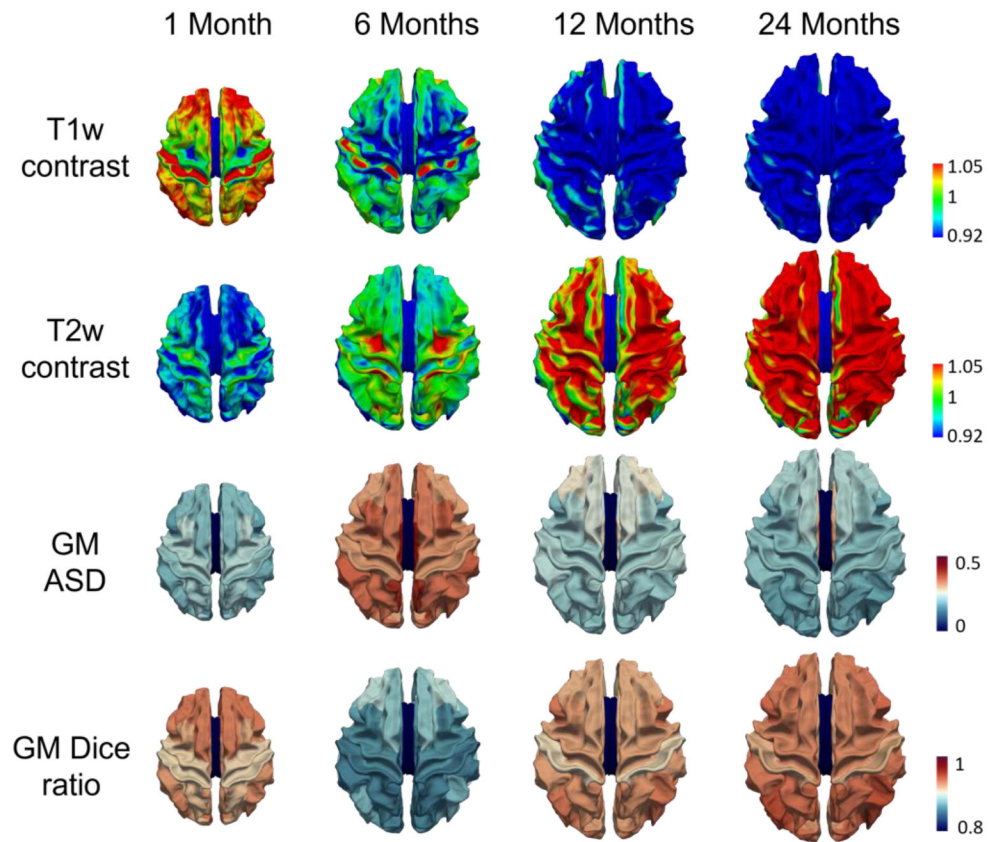 1 Month 6 Months 12 Months 24 Months
T1w
contrast
1.05
1
0.92
T2w
contrast
1.05
1
0.92
GM
ASD
0.5
0
GM Dice
ratio
1
0.8